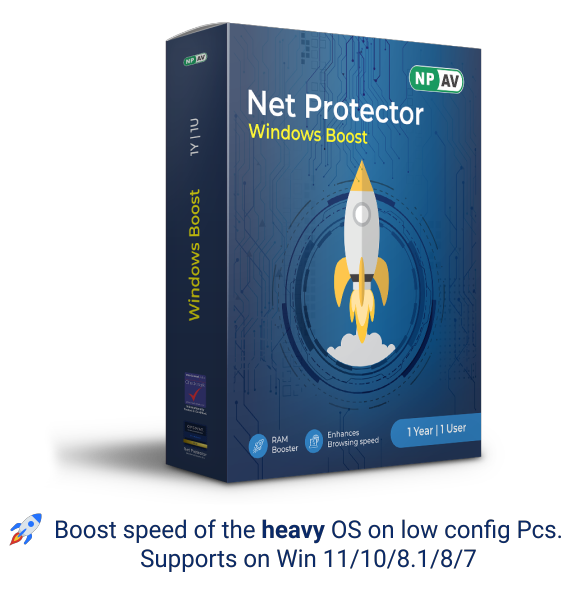 NP AV
1Y | 1U
Windows Boost
NP AV
Net Protector
Windows Boost
RAM
Booster
Enhances
Browsing speed
1 Year | 1 User
Boost speed of the heavy OS on low config Pcs.
Supports on Win 11/10/8.1/8/7